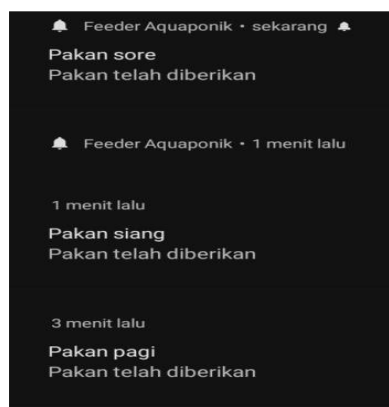 Feeder Aquaponik • sekarang
Pakan sore
Pakan telah diberikan
Feeder Aquaponik • 1 menit lalu
1 menit lalu
Pakan siang
Pakan telah diberikan
3 menit lalu
Pakan pagi
Pakan telah diberikan